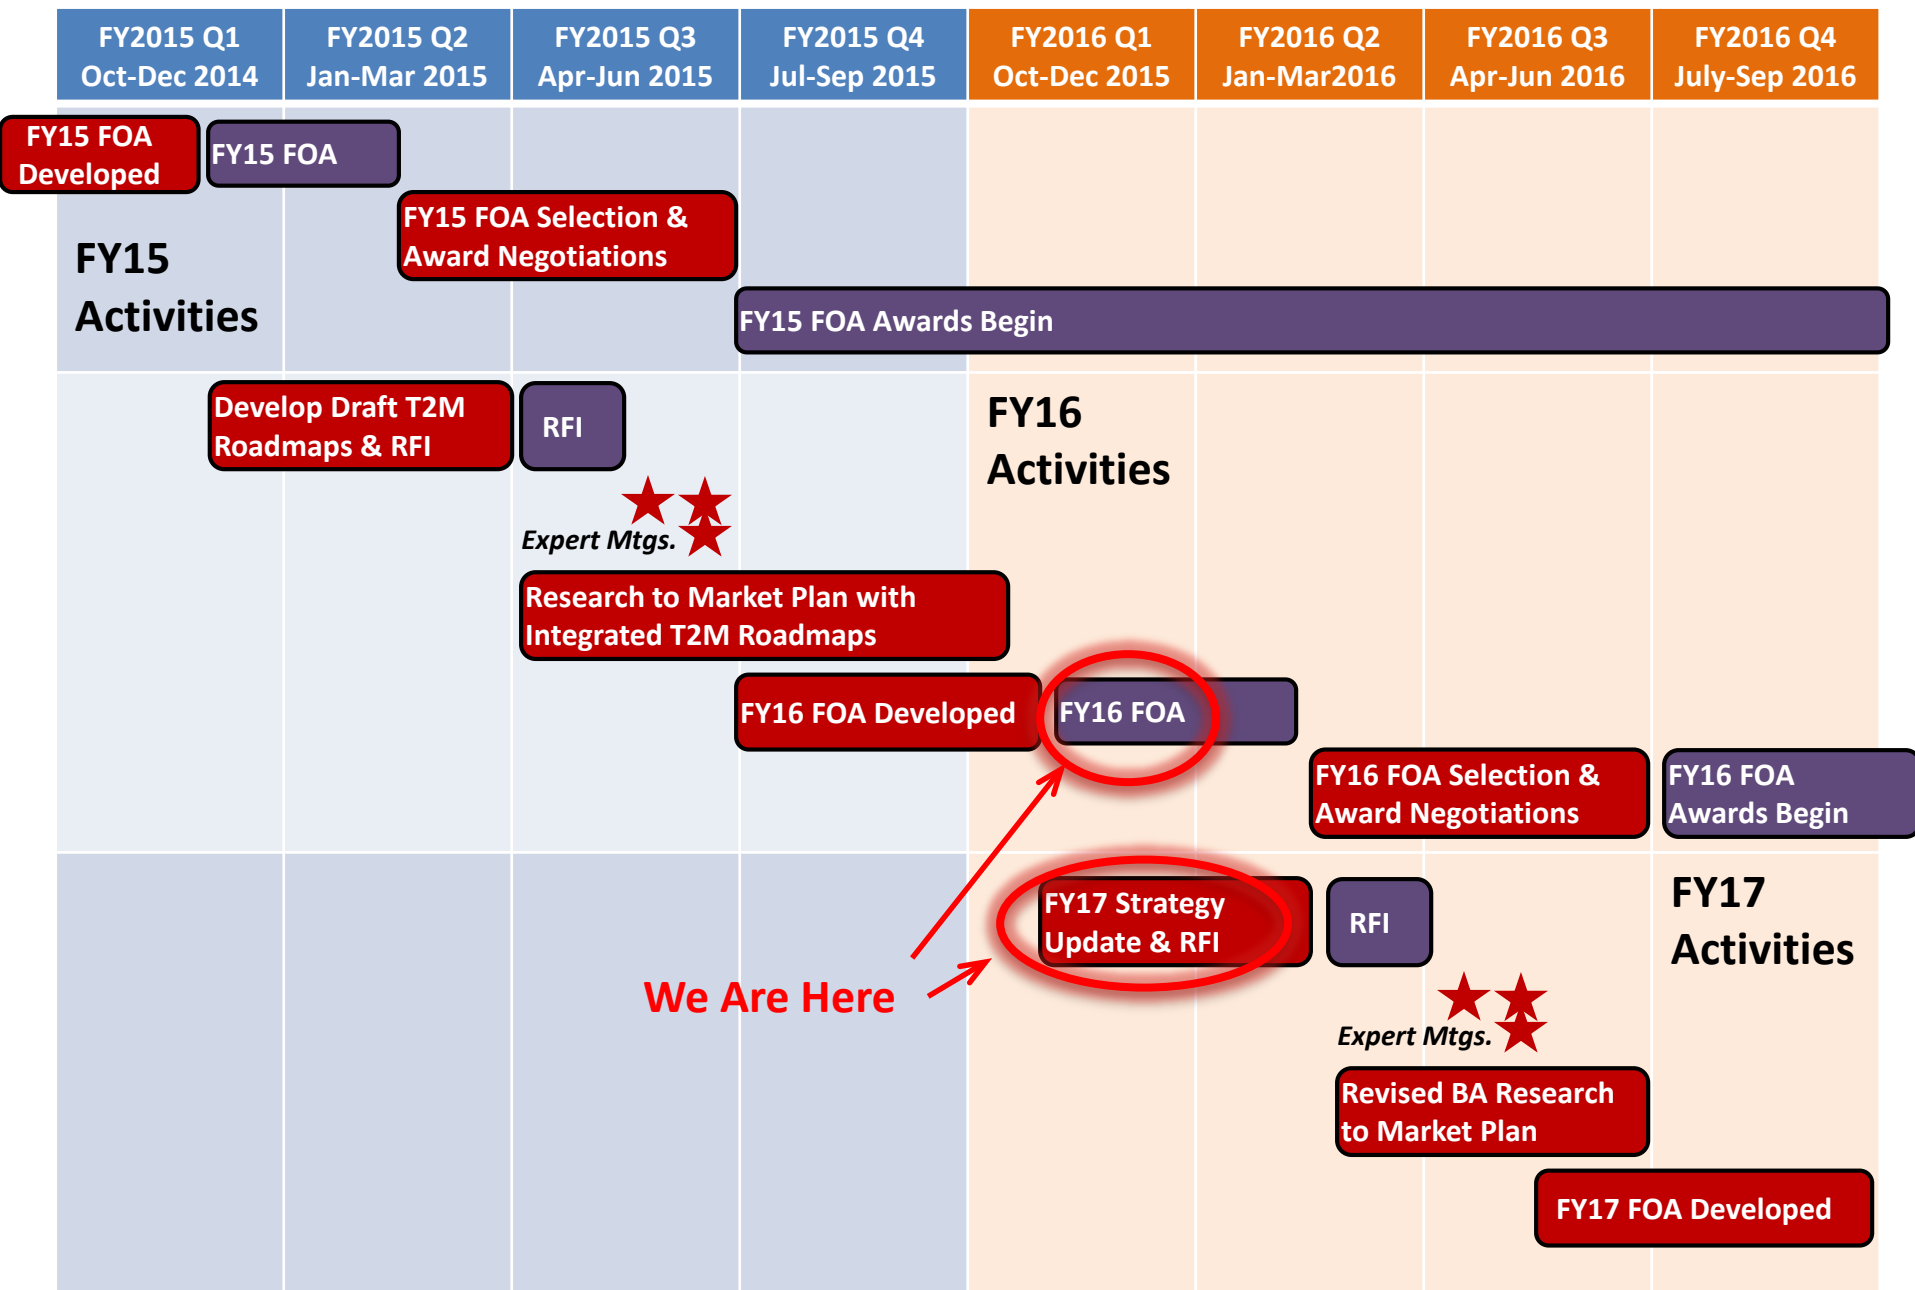 FY2015 Q1
Oct-Dec 2014
FY2015 Q2
Jan-Mar 2015
FY2015 Q3
Apr-Jun 2015
FY2015 Q4
Jul-Sep 2015
FY2016 Q1
Oct-Dec 2015
FY2016 Q2
Jan-Mar2016
FY2016 Q3
Apr-Jun 2016
FY2016 Q4
July-Sep 2016
FY15 FOA
Developed
FY15 FOA
FY15 FOA Selection &
Award Negotiations
FY15
Activities
FY15 FOA Awards Begin
Develop Draft T2M
Roadmaps & RFI
RFI
FY16
Activities
Expert Mtgs.
Research to Market Plan with
Integrated T2M Roadmaps
FY16 FOA Developed
FY16 FOA
FY16 FOA Selection &
Award Negotiations
FY16 FOA
Awards Begin
FY17 Strategy
Update & RFI
RFI
FY17
Activities
We Are Here
Expert Mtgs.
Revised BA Research
to Market Plan
FY17 FOA Developed